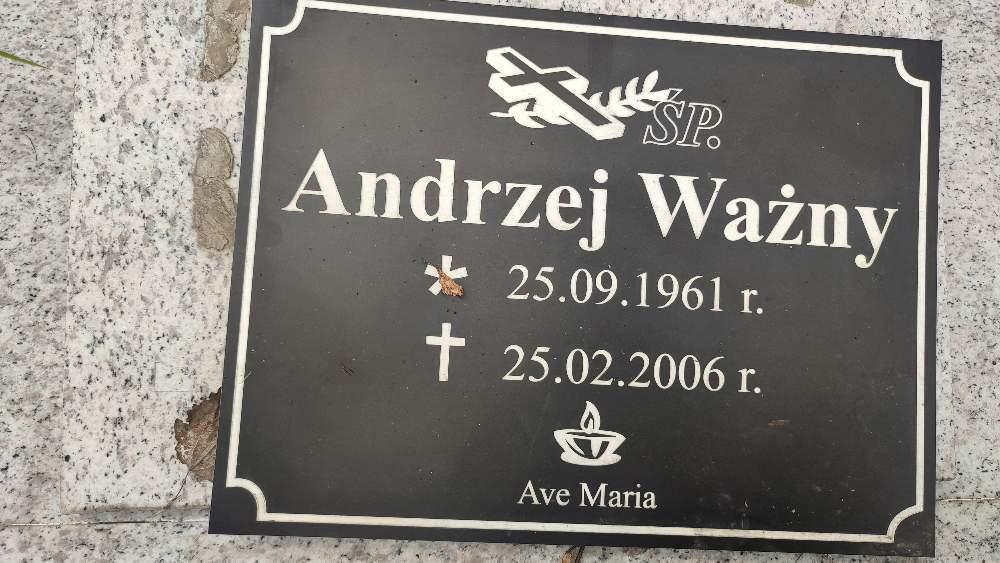 ŚP.
Andrzej Ważny
* 25.09.1961 r.
✝ 25.02.2006 r.
Ave Maria